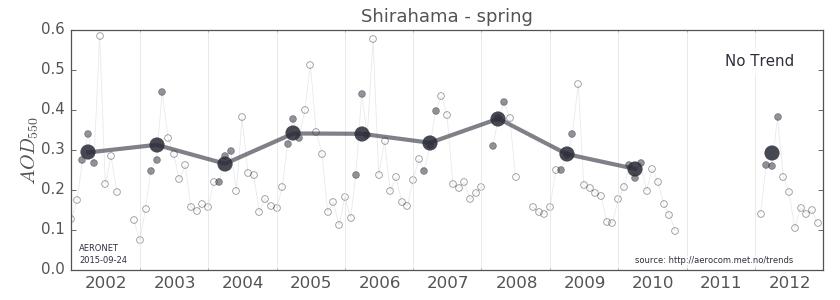 Shirahama - spring
No Trend
AOD550
0.6
0.5
0.4
0.3
0.2
0.1
0.0
AERONET
2015-09-24
source: http://aerocom.met.no/trends
2002 2003 2004 2005 2006 2007 2008 2009 2010 2011 2012